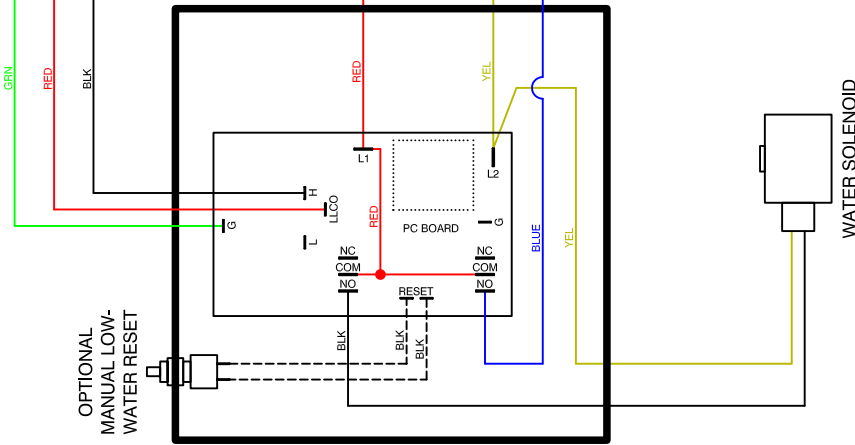 GRN
RED
BLK
RED
YEL
L1
L2
H
LLCO
G
L
RED
PC BOARD
G
NC
COM
NO
NC
COM
NO
RESET
BLUE
YEL
BLK
BLK
BLK
OPTIONAL
MANUAL LOW-
WATER RESET
WATER SOLENOID